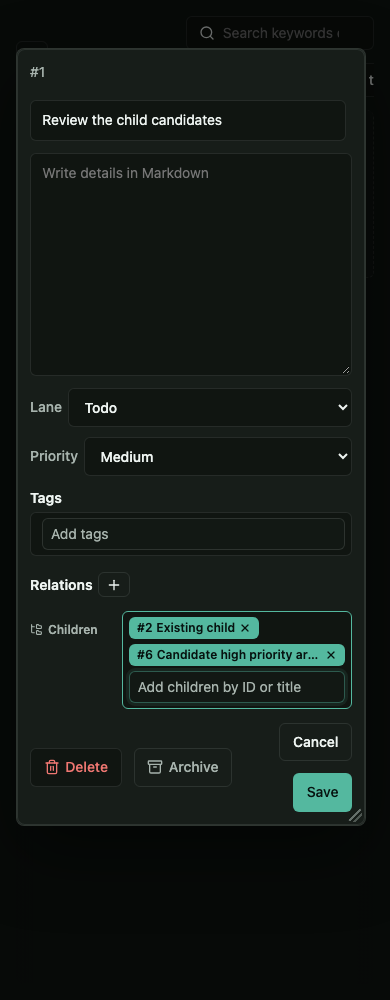 Search keywords
t
#1
Review the child candidates
Write details in Markdown
Lane
Todo
Priority
Medium
Tags
Add tags
Relations
Children
#2 Existing child ×
#6 Candidate high priority ar... ×
Add children by ID or title
Cancel
Delete
Archive
Save